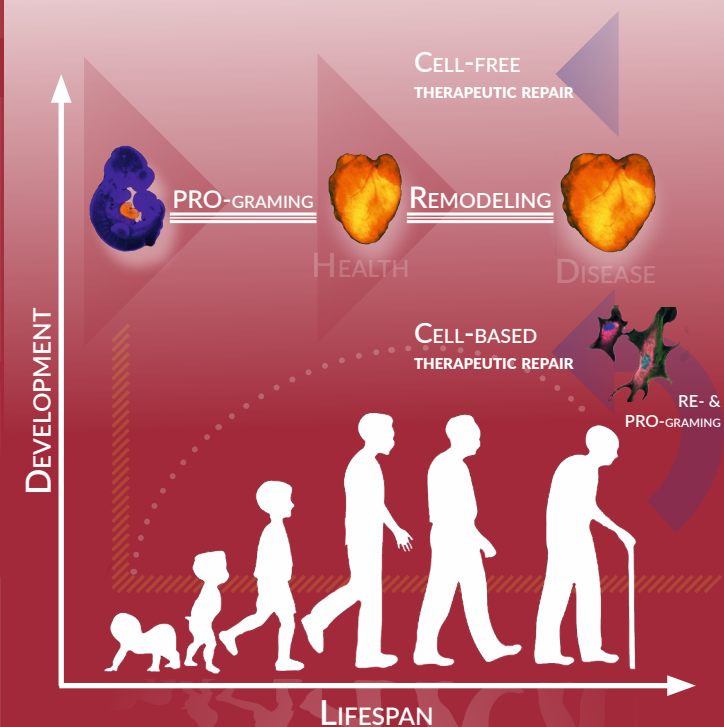 Cell-free
therapeutic repair
PRO-graming
Remodeling
Health
Disease
Cell-based
therapeutic repair
RE- &
PRO-graming
Development
Lifespan